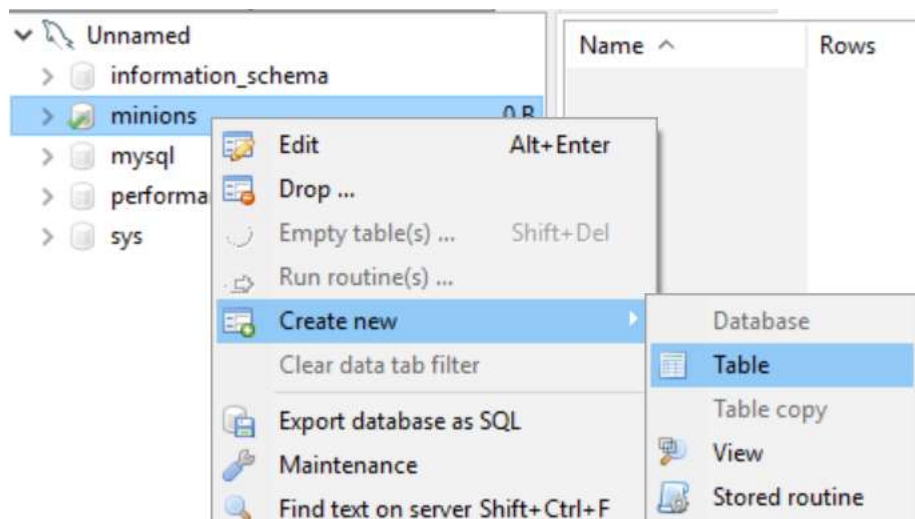 Unnamed
information_schema
minions 0 B
mysql
performa
sys
Name Rows
Edit Alt+Enter
Drop ...
Empty table(s) ... Shift+Del
Run routine(s) ...
Create new
Clear data tab filter
Export database as SQL
Maintenance
Find text on server Shift+Ctrl+F
Database
Table
Table copy
View
Stored routine